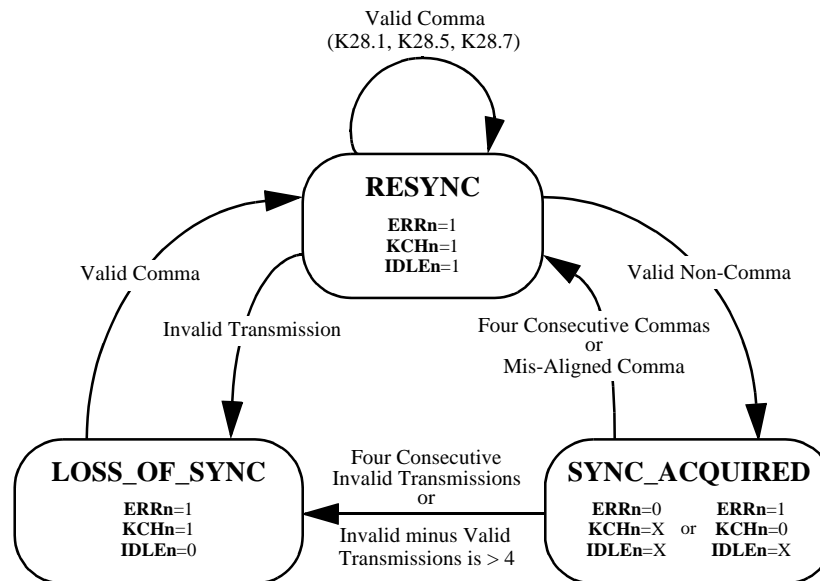 Valid Comma
(K28.1, K28.5, K28.7)
RESYNC
ERRn=1
KCHn=1
IDLEn=1
Valid Comma
Valid Non-Comma
Invalid Transmission
Four Consecutive Commas
or
Mis-Aligned Comma
LOSS_OF_SYNC
ERRn=1
KCHn=1
IDLEn=0
Four Consecutive
Invalid Transmissions
or
Invalid minus Valid
Transmissions is > 4
SYNC_ACQUIRED
ERRn=0 ERRn=1
KCHn=X or KCHn=0
IDLEn=X IDLEn=X